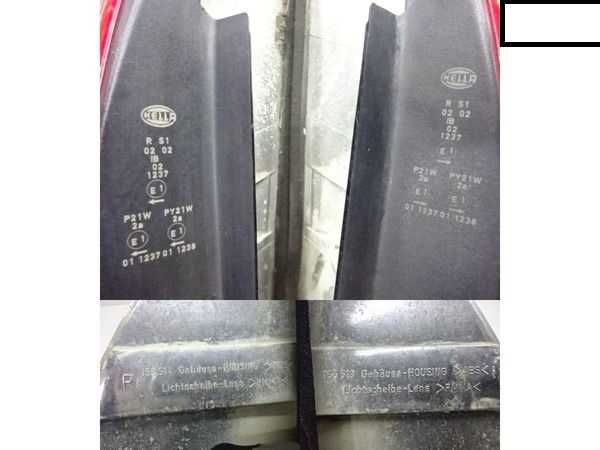 HELLA
R S1
02 02
IB
02
1237
E1
P21W PY21W
2a 2a
E1 E1
01 1237 01 1238
HELLA
R S1
02 02
IB
02
1237
E1
P21W PY21W
2a 2a
E1 E1
01 1237 01 1238
Gehäuse-HOUSING
Lichtscheibe-Lens
Gehäuse-HOUSING >ABS<
Lichtscheibe-Lens >PMMA<